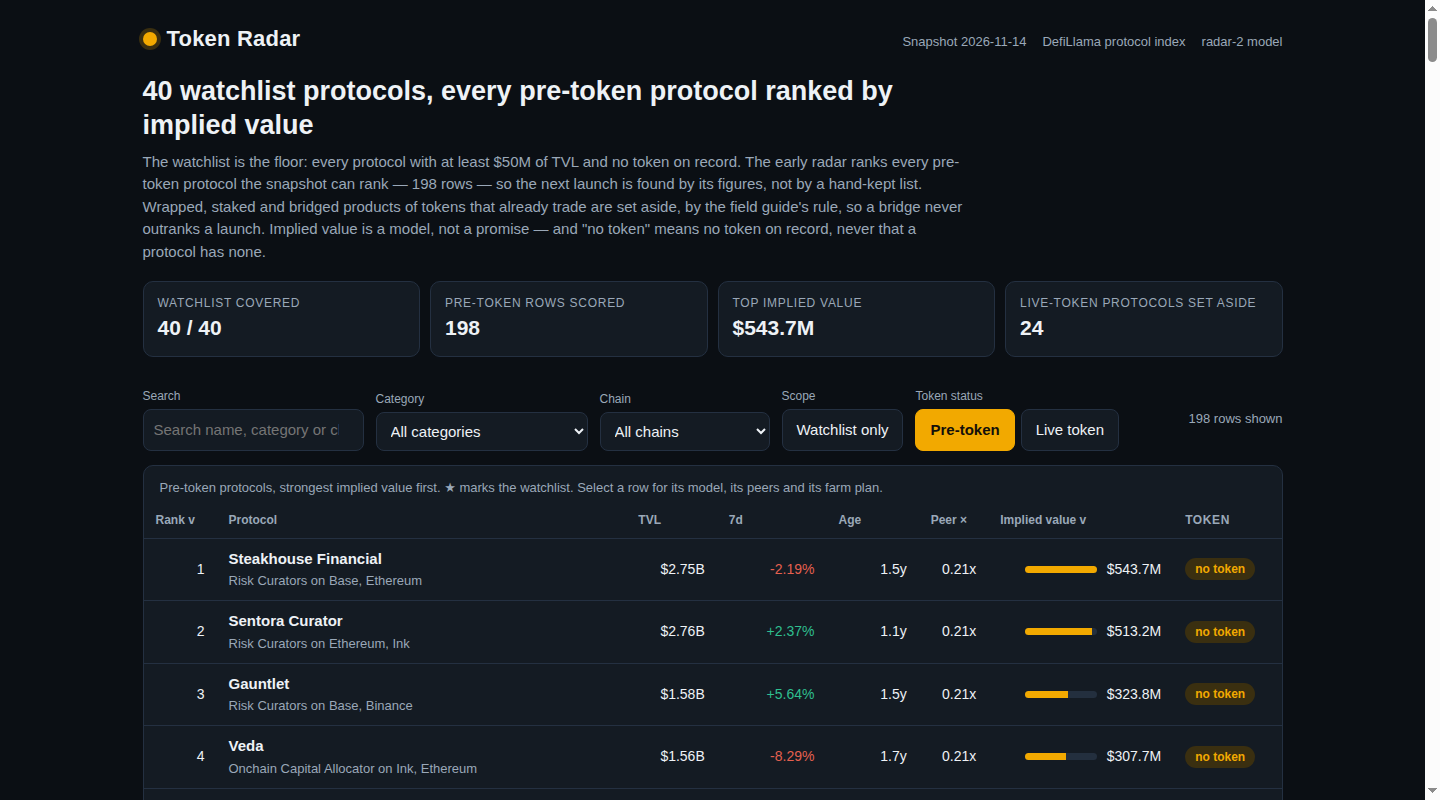 Token Radar
Snapshot 2026-11-14 DefiLlama protocol index radar-2 model
40 watchlist protocols, every pre-token protocol ranked by
implied value
The watchlist is the floor: every protocol with at least $50M of TVL and no token on record. The early radar ranks every pre-
token protocol the snapshot can rank — 198 rows — so the next launch is found by its figures, not by a hand-kept list.
Wrapped, staked and bridged products of tokens that already trade are set aside, by the field guide's rule, so a bridge never
outranks a launch. Implied value is a model, not a promise — and "no token" means no token on record, never that a
protocol has none.
WATCHLIST COVERED
40 / 40
PRE-TOKEN ROWS SCORED
198
TOP IMPLIED VALUE
$543.7M
LIVE-TOKEN PROTOCOLS SET ASIDE
24
Search
Search name, category or c
Category
All categories
Chain
All chains
Scope
Watchlist only
Token status
Pre-token
Live token
198 rows shown
Pre-token protocols, strongest implied value first. ★ marks the watchlist. Select a row for its model, its peers and its farm plan.
Rank v Protocol TVL 7d Age Peer × Implied value v TOKEN
1 Steakhouse Financial $2.75B -2.19% 1.5y 0.21x $543.7M no token
Risk Curators on Base, Ethereum
2 Sentora Curator $2.76B +2.37% 1.1y 0.21x $513.2M no token
Risk Curators on Ethereum, Ink
3 Gauntlet $1.58B +5.64% 1.5y 0.21x $323.8M no token
Risk Curators on Base, Binance
4 Veda $1.56B -8.29% 1.7y 0.21x $307.7M no token
Onchain Capital Allocator on Ink, Ethereum